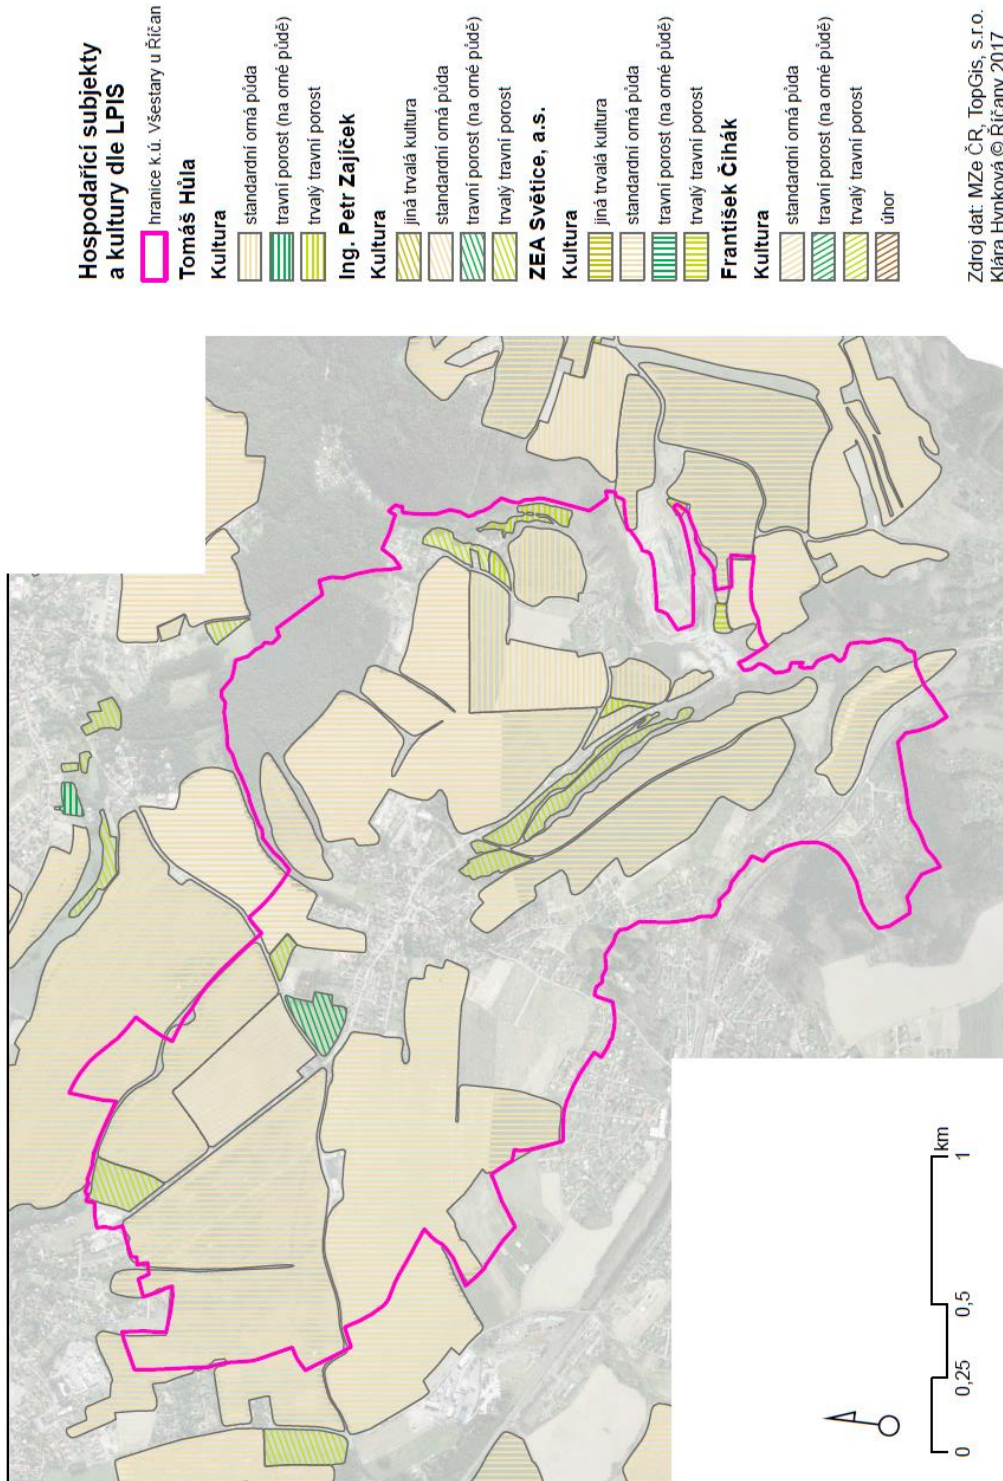 Hospodařící subjekty
a kultury dle LPIS
hranice k.ú. Všestary u Říčan
Tomáš Hůla
Kultura
standardní orná půda
travní porost (na orné půdě)
trvalý travní porost
Ing. Petr Zajíček
Kultura
jiná trvalá kultura
standardní orná půda
travní porost (na orné půdě)
trvalý travní porost
ZEA Světice, a.s.
Kultura
jiná trvalá kultura
standardní orná půda
travní porost (na orné půdě)
trvalý travní porost
František Čihák
Kultura
standardní orná půda
travní porost (na orné půdě)
trvalý travní porost
úhor
Zdroj dat: MZe ČR, TopGis, s.r.o.
Klára Hynková © Říčany 2017
0 0,25 0,5 1
km